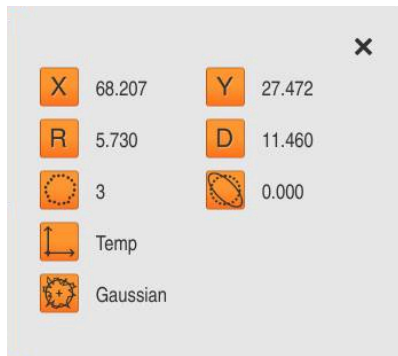 X 68.207 Y 27.472
R 5.730 D 11.460
3 0.000
Temp
Gaussian